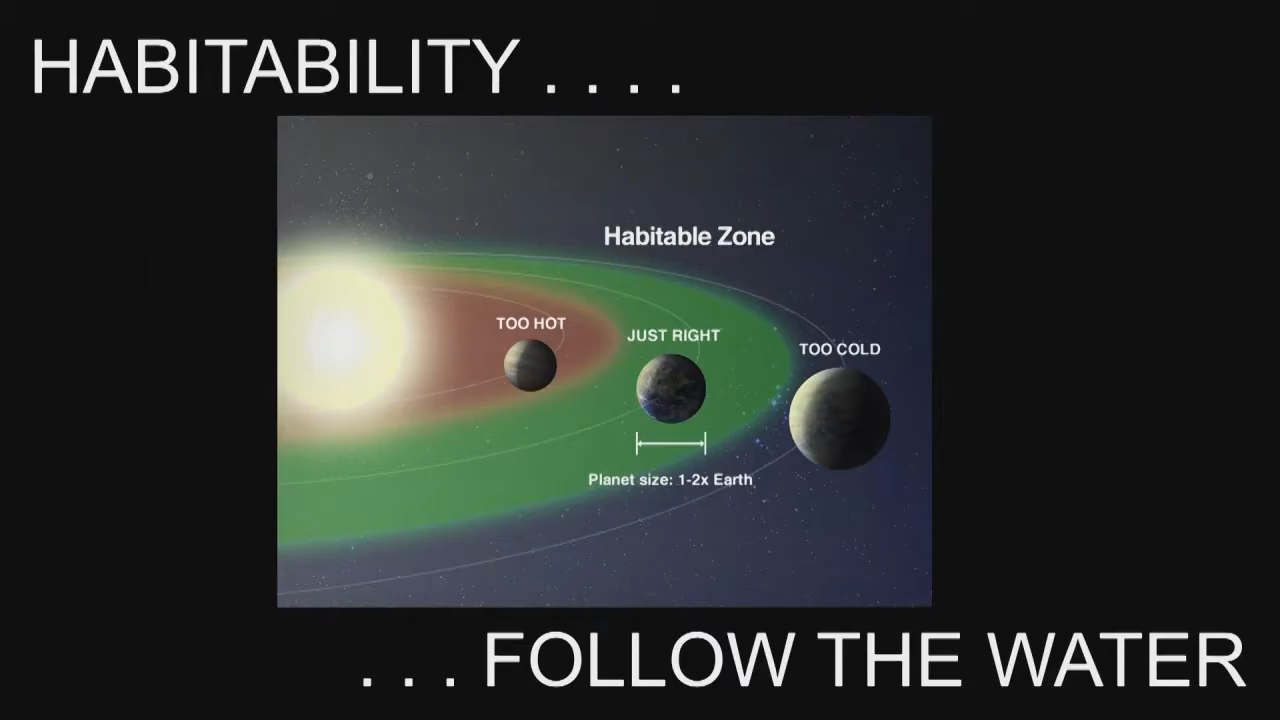 HABITABILITY . . . .
Habitable Zone
TOO HOT
JUST RIGHT
TOO COLD
Planet size: 1-2x Earth
. . . FOLLOW THE WATER